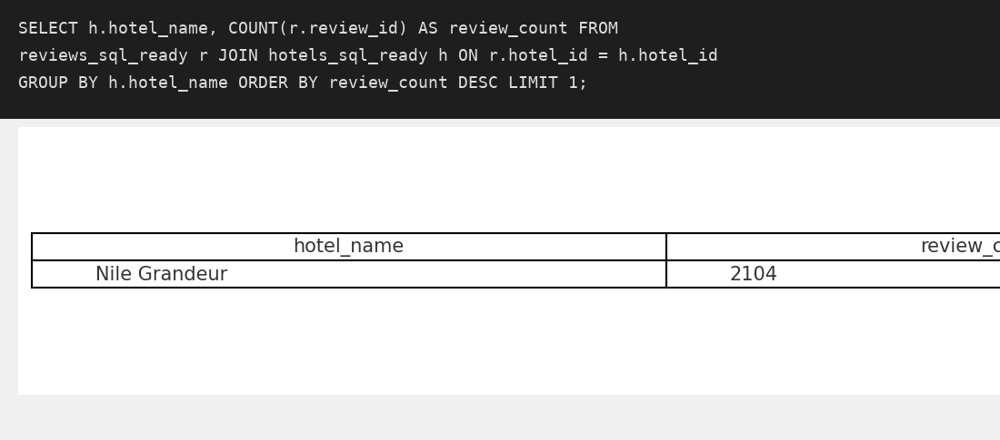 SELECT h.hotel_name, COUNT(r.review_id) AS review_count FROM
reviews_sql_ready r JOIN hotels_sql_ready h ON r.hotel_id = h.hotel_id
GROUP BY h.hotel_name ORDER BY review_count DESC LIMIT 1;
hotel_name review_c
Nile Grandeur 2104